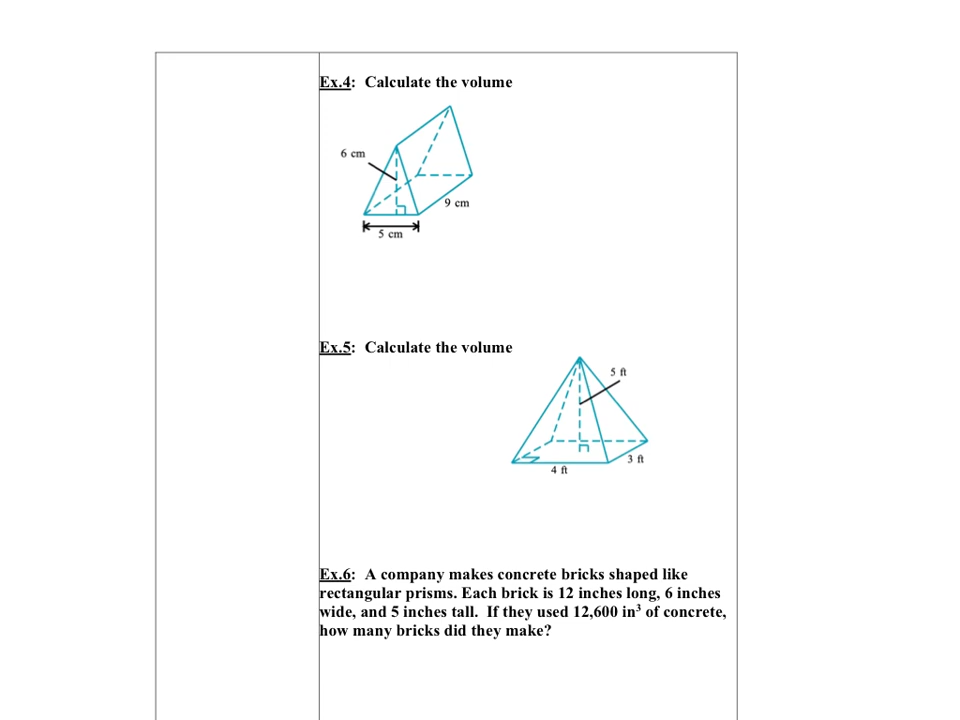 Ex.4:  Calculate the volume
6 cm
9 cm
5 cm
Ex.5:  Calculate the volume
5 ft
3 ft
4 ft
Ex.6:  A company makes concrete bricks shaped like
rectangular prisms. Each brick is 12 inches long, 6 inches
wide, and 5 inches tall.  If they used 12,600 in³ of concrete,
how many bricks did they make?